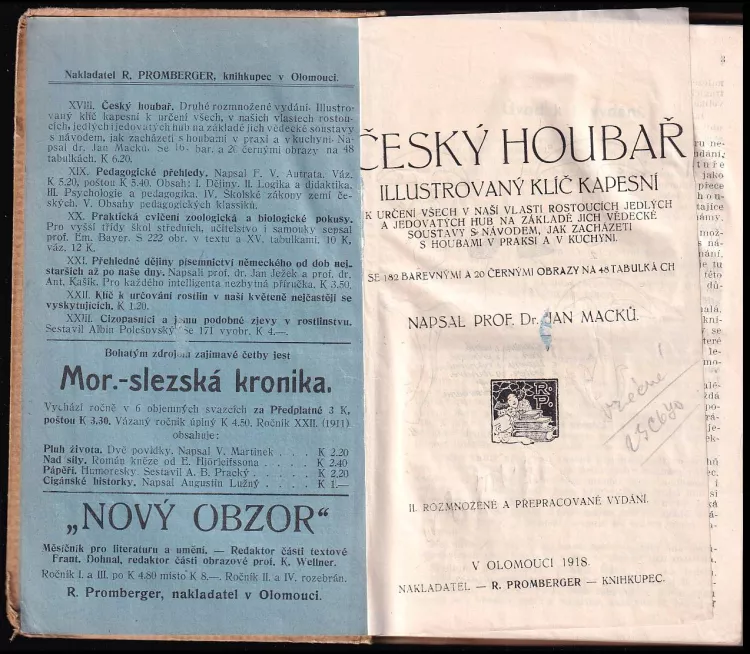 Nakladatel R. PROMBERGER, knihkupec v Olomouci.
XVIII. Český houbař. Druhé rozmnožené vydání. Illustro-
vaný klíč kapesní k určení všech, v našich vlastech rostou-
cích, jedlých i jedovatých hub na základě jich vědecké soustavy
s návodem, jak zacházeti s houbami v praxi a v kuchyni. Na-
psal dr. Jan Macků. Se bar. a 20 černými obrazy na 48
tabulkách. K 6.20.
XIX. Pedagogické přehledy. Napsal F. V. Autrata. Váz.
K 5.20, poštou K 5.40. Obsah: I. Dějiny. II. Logika a didaktika.
III. Psychologie a pedagogika. IV. Školské zákony zemí če-
ských. V. Obsahy pedagogických klassiků.
XX. Praktická cvičení zoologická a biologické pokusy.
Pro vyšší třídy škol středních, učitelstvo i samouky sepsal
prof. Em. Bayer. S 222 obr. v textu a XV. tabulkami. 10 K,
váz. 12 K.
XXI. Přehledné dějiny písemnictví německého od dob nej-
starších až po naše dny. Napsali prof. dr. Jan Ježek a prof. dr.
Ant. Kašík. Pro každého intelligenta nezbytná příručka. K 3.50.
XXII. Klíč k určování rostlin v naší květeně nejčastěji se
vyskytujících. K 1.20.
XXIII. Cizopasníci a jimu podobné zjevy v rostlinstvu.
Sestavil Albín Polešovský. Se 171 vyobr. K 4.—.
Bohatým zdrojem zajímavé četby jest
Mor.-slezská kronika.
Vychází ročně v 6 objemných svazcích za Předplatné 3 K,
poštou K 3.30. Vázaný ročník úplný K 4.50. Ročník XXII. (1911)
obsahuje:
Pluh života. Dvě povídky. Napsal V. Martínek . . . K 2.20
Nad síly. Román kněze od E. Hjörleifssona . . . . K 2.40
Papěří. Humoresky. Sestavil A. B. Pracký . . . . . K 2.20
Cigánské historky. Napsal Augustin Lužný . . . . K 1.—
„NOVÝ OBZOR“
Měsíčník pro literaturu a umění. — Redaktor části textové
Frant. Dohnal, redaktor části obrazové prof. K. Wellner.
Ročník I. a III. po K 4.80 místo K 8.—. Ročník II. a IV. rozebrán.
R. Promberger, nakladatel v Olomouci.
ČESKÝ HOUBAŘ
ILLUSTROVANÝ KLÍČ KAPESNÍ
K URČENÍ VŠECH V NAŠÍ VLASTI ROSTOUCÍCH JEDLÝCH
A JEDOVATÝCH HUB NA ZÁKLADĚ JICH VĚDECKÉ
SOUSTAVY S NÁVODEM, JAK ZACHÁZETI
S HOUBAMI V PRAKSI A V KUCHYNI.
SE 182 BAREVNÝMI A 20 ČERNÝMI OBRAZY NA 48 TABULKÁCH
NAPSAL PROF. Dr. JAN MACKŮ.
R.P.
II. ROZMNOŽENÉ A PŘEPRACOVANÉ VYDÁNÍ.
V OLOMOUCI 1918.
NAKLADATEL — R. PROMBERGER — KNIHKUPEC.
3